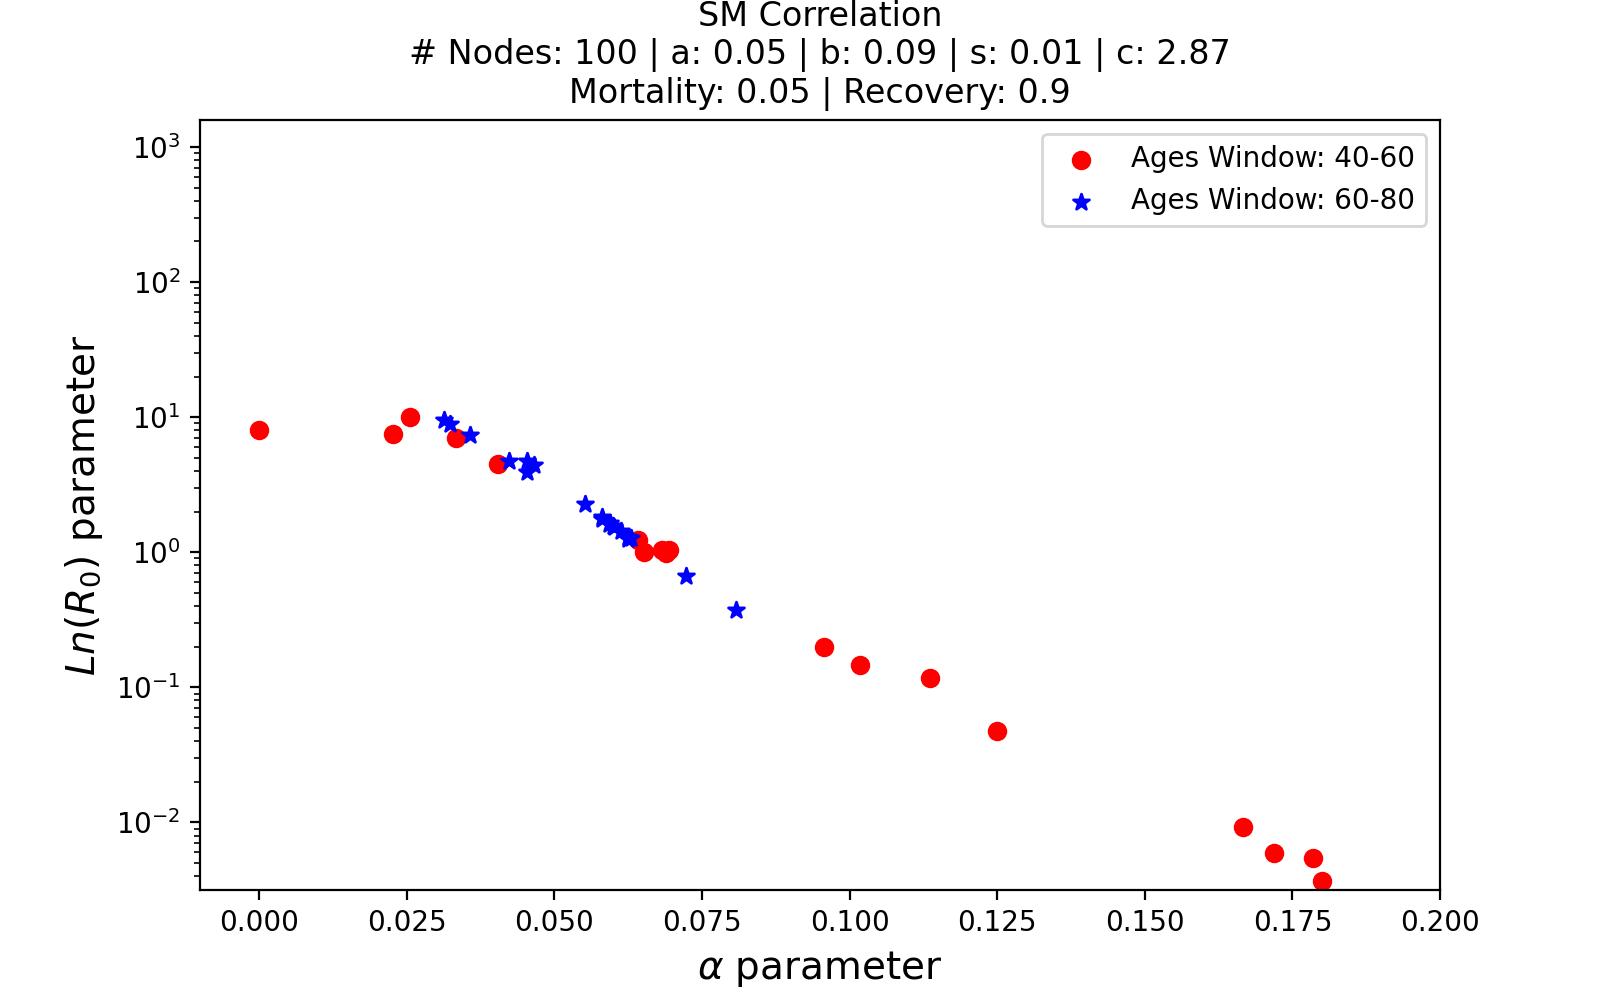 SM Correlation
# Nodes: 100 | a: 0.05 | b: 0.09 | s: 0.01 | c: 2.87
Mortality: 0.05 | Recovery: 0.9
Ages Window: 40-60
Ages Window: 60-80
10³
10²
10¹
10⁰
10⁻¹
10⁻²
Ln(R₀) parameter
0.000 0.025 0.050 0.075 0.100 0.125 0.150 0.175 0.200
α parameter